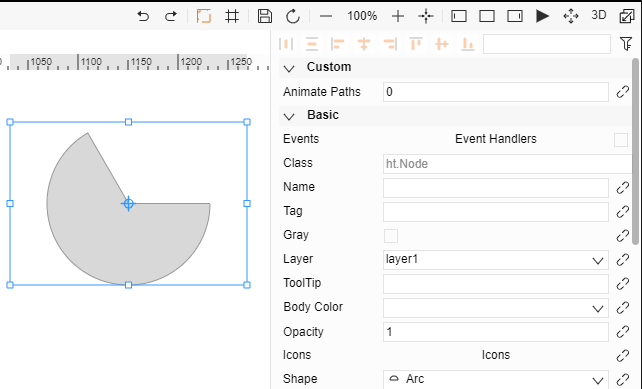 100% 3D
1050 1100 1150 1200 1250
Custom
Animate Paths 0
Basic
Events Event Handlers
Class ht.Node
Name
Tag
Gray
Layer layer1
ToolTip
Body Color
Opacity 1
Icons Icons
Shape Arc